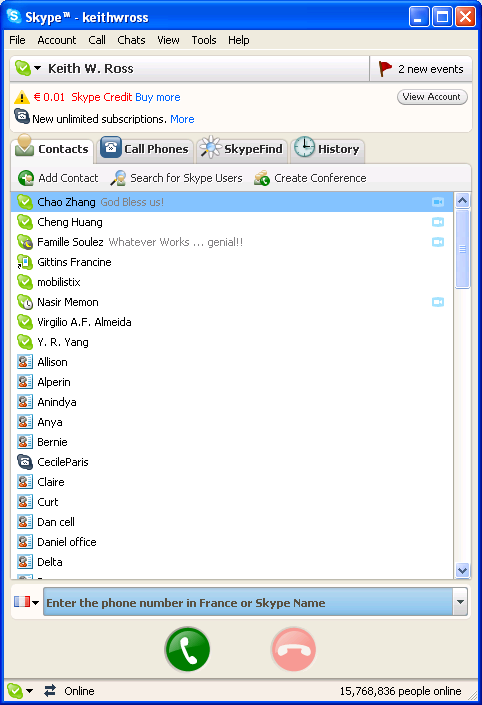 Skype™ - keithwross
File Account Call Chats View Tools Help
Keith W. Ross 2 new events
€ 0.01 Skype Credit Buy more View Account
New unlimited subscriptions. More
Contacts Call Phones SkypeFind History
Add Contact Search for Skype Users Create Conference
Chao Zhang God Bless us!
Cheng Huang
Famille Soulez Whatever Works ... genial!!
Gittins Francine
mobilistix
Nasir Memon
Virgilio A.F. Almeida
Y. R. Yang
Allison
Alperin
Anindya
Anya
Bernie
CecileParis
Claire
Curt
Dan cell
Daniel office
Delta
Enter the phone number in France or Skype Name
Online 15,768,836 people online